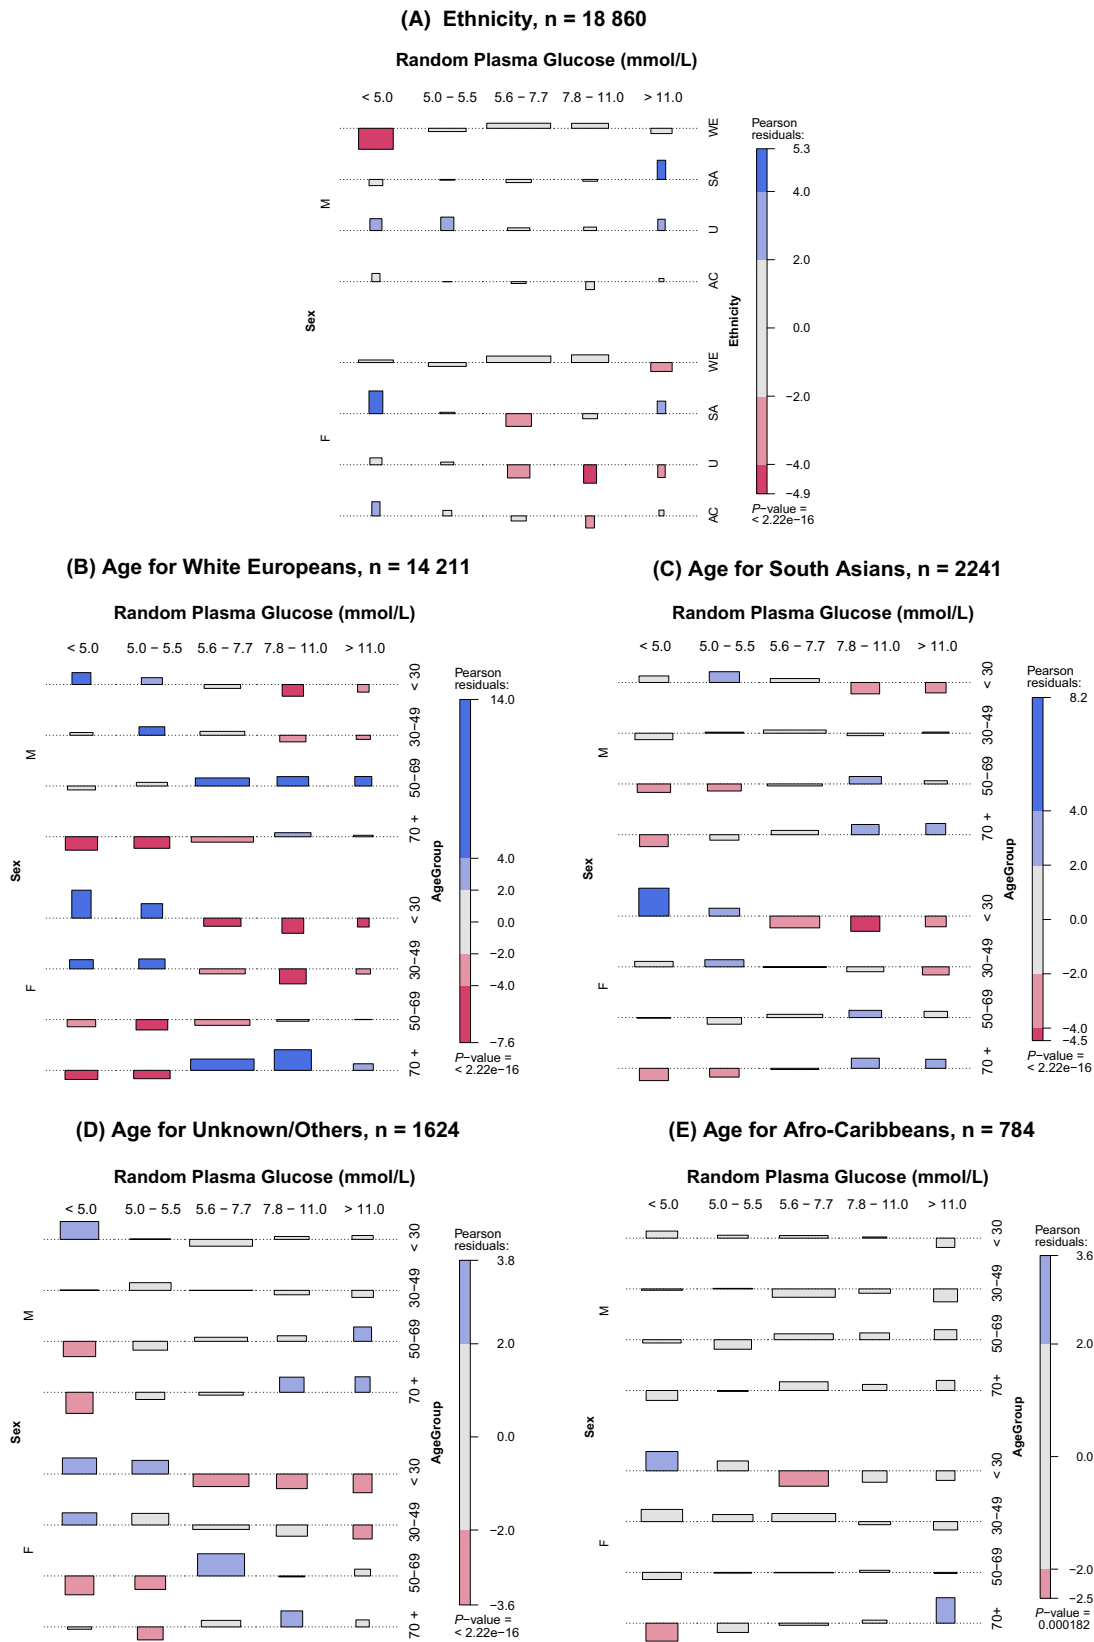 (A) Ethnicity, n = 18 860
Random Plasma Glucose (mmol/L)
< 5.0 5.0 − 5.5 5.6 − 7.7 7.8 − 11.0 > 11.0
Sex
M
F
WE
SA
U
AC
WE
SA
U
AC
Ethnicity
Pearson
residuals:
5.3
4.0
2.0
0.0
−2.0
−4.0
−4.9
P−value =
< 2.22e−16
(B) Age for White Europeans, n = 14 211
Random Plasma Glucose (mmol/L)
< 5.0 5.0 − 5.5 5.6 − 7.7 7.8 − 11.0 > 11.0
Sex
M
F
< 30
30−49
50−69
70 +
< 30
30−49
50−69
70 +
AgeGroup
Pearson
residuals:
14.0
4.0
2.0
0.0
−2.0
−4.0
−7.6
P−value =
< 2.22e−16
(C) Age for South Asians, n = 2241
Random Plasma Glucose (mmol/L)
< 5.0 5.0 − 5.5 5.6 − 7.7 7.8 − 11.0 > 11.0
Sex
M
F
< 30
30−49
50−69
70 +
< 30
30−49
50−69
70 +
AgeGroup
Pearson
residuals:
8.2
4.0
2.0
0.0
−2.0
−4.0
−4.5
P−value =
< 2.22e−16
(D) Age for Unknown/Others, n = 1624
Random Plasma Glucose (mmol/L)
< 5.0 5.0 − 5.5 5.6 − 7.7 7.8 − 11.0 > 11.0
Sex
M
F
< 30
30−49
50−69
70 +
< 30
30−49
50−69
70 +
AgeGroup
Pearson
residuals:
3.8
2.0
0.0
−2.0
−3.6
P−value =
< 2.22e−16
(E) Age for Afro-Caribbeans, n = 784
Random Plasma Glucose (mmol/L)
< 5.0 5.0 − 5.5 5.6 − 7.7 7.8 − 11.0 > 11.0
Sex
M
F
< 30
30−49
50−69
70+
< 30
30−49
50−69
70+
AgeGroup
Pearson
residuals:
3.6
2.0
0.0
−2.0
−2.5
P−value =
0.000182